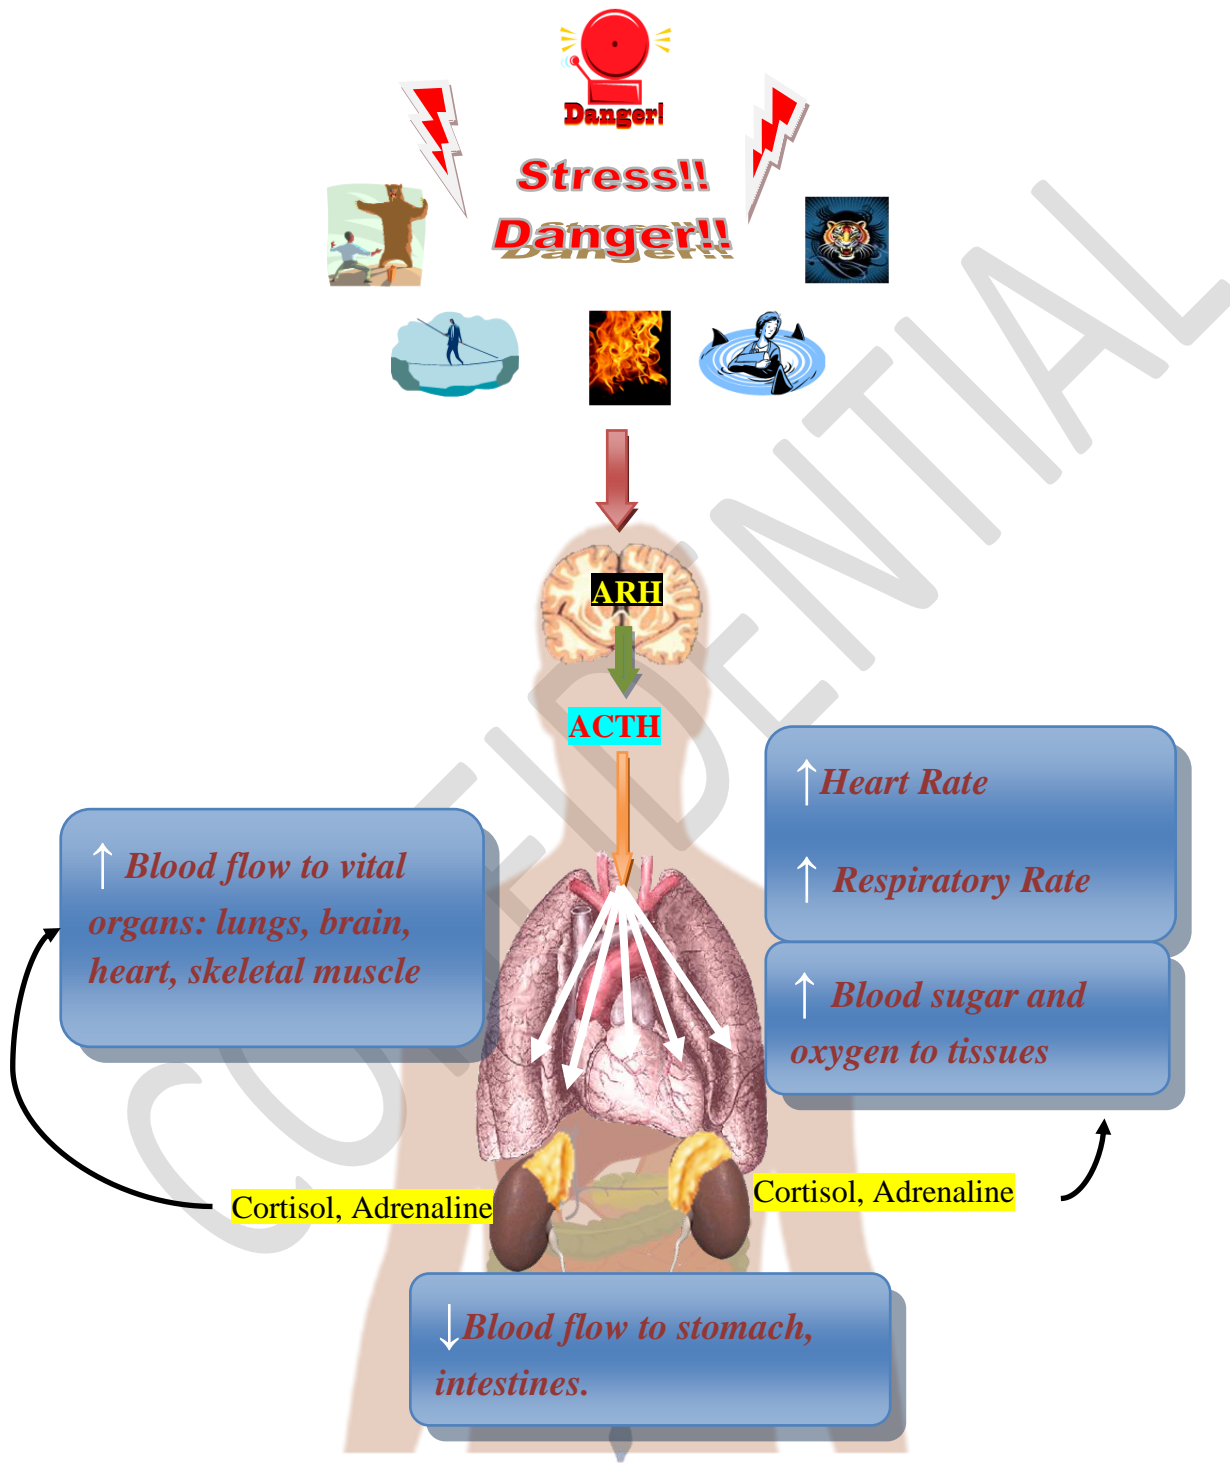 Danger!
Stress!!
Danger!!
ARH
ACTH
↑Heart Rate
↑ Respiratory Rate
↑ Blood flow to vital
organs: lungs, brain,
heart, skeletal muscle
↑ Blood sugar and
oxygen to tissues
Cortisol, Adrenaline
Cortisol, Adrenaline
↓Blood flow to stomach,
intestines.
CONFIDENTIAL